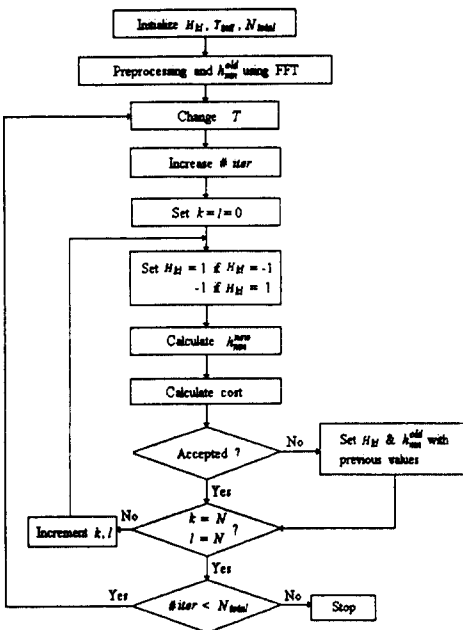 Initialize H_kl, T_init, N_total
Preprocessing and h_mn^old using FFT
Change T
Increase # iter
Set k = l = 0
Set H_kl = 1 if H_kl = -1
-1 if H_kl = 1
Calculate h_mn^new
Calculate cost
Accepted ?
No
Set H_kl & h_mn^old with
previous values
Yes
k = N
l = N ?
No
Increment k, l
Yes
# iter < N_total
Yes
No
Stop